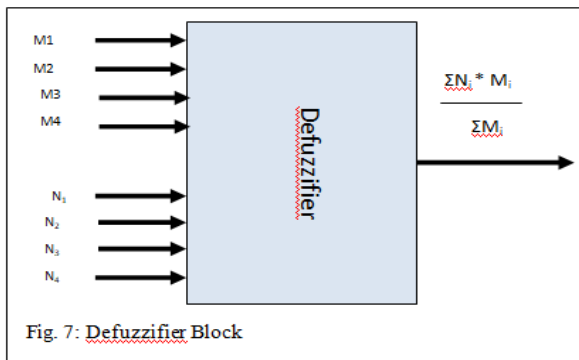 M1
M2
M3
M4
N₁
N₂
N₃
N₄
Defuzzifier
ΣNᵢ * Mᵢ
ΣMᵢ
Fig. 7: Defuzzifier Block